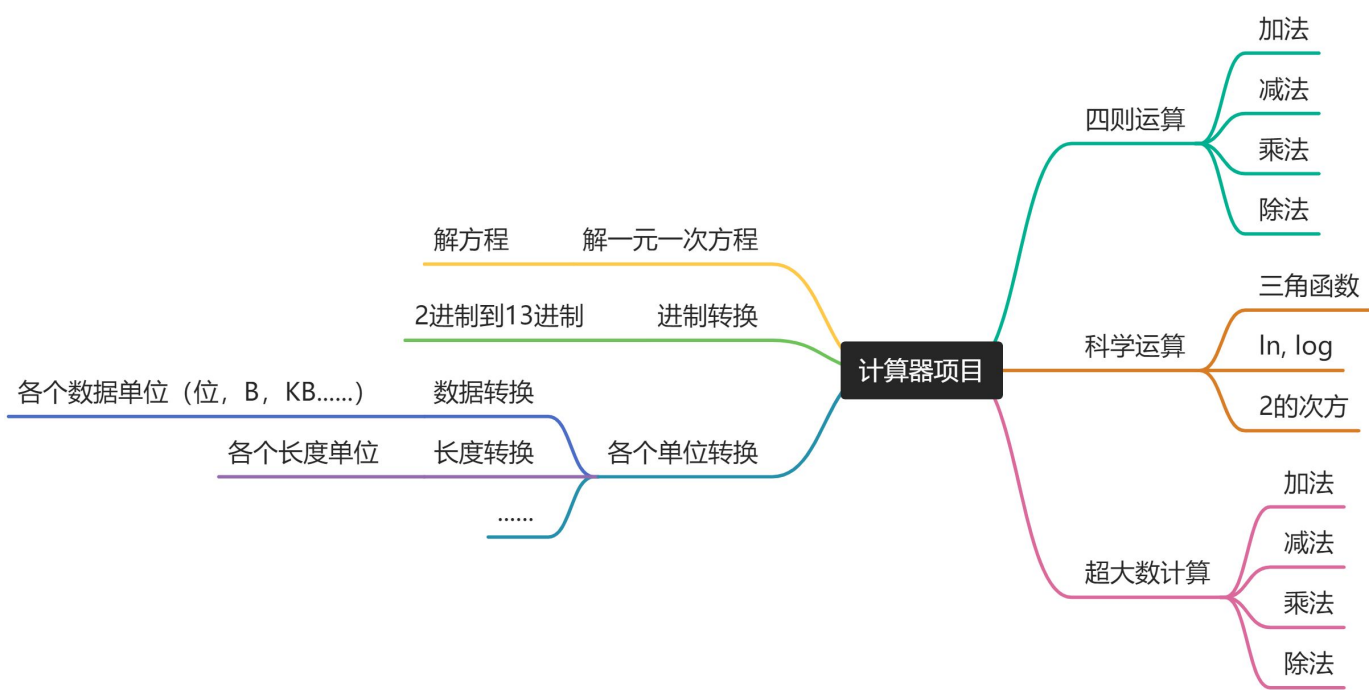 计算器项目
四则运算
加法
减法
乘法
除法
科学运算
三角函数
ln, log
2的次方
超大数计算
加法
减法
乘法
除法
解一元一次方程
解方程
进制转换
2进制到13进制
各个单位转换
数据转换
各个数据单位（位，B，KB......）
长度转换
各个长度单位
......